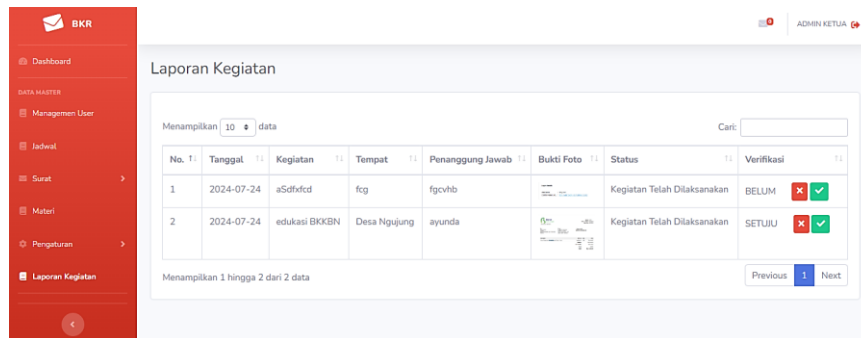 BKR
0
ADMIN KETUA
Dashboard
DATA MASTER
Managemen User
Jadwal
Surat
Materi
Pengaturan
Laporan Kegiatan
Laporan Kegiatan
Menampilkan 10 data
Cari:
No. Tanggal Kegiatan Tempat Penanggung Jawab Bukti Foto Status Verifikasi
1 2024-07-24 aSdfxfcd fcg fgcvhb Kegiatan Telah Dilaksanakan BELUM
2 2024-07-24 edukasi BKKBN Desa Ngujung ayunda Kegiatan Telah Dilaksanakan SETUJU
Menampilkan 1 hingga 2 dari 2 data
Previous 1 Next